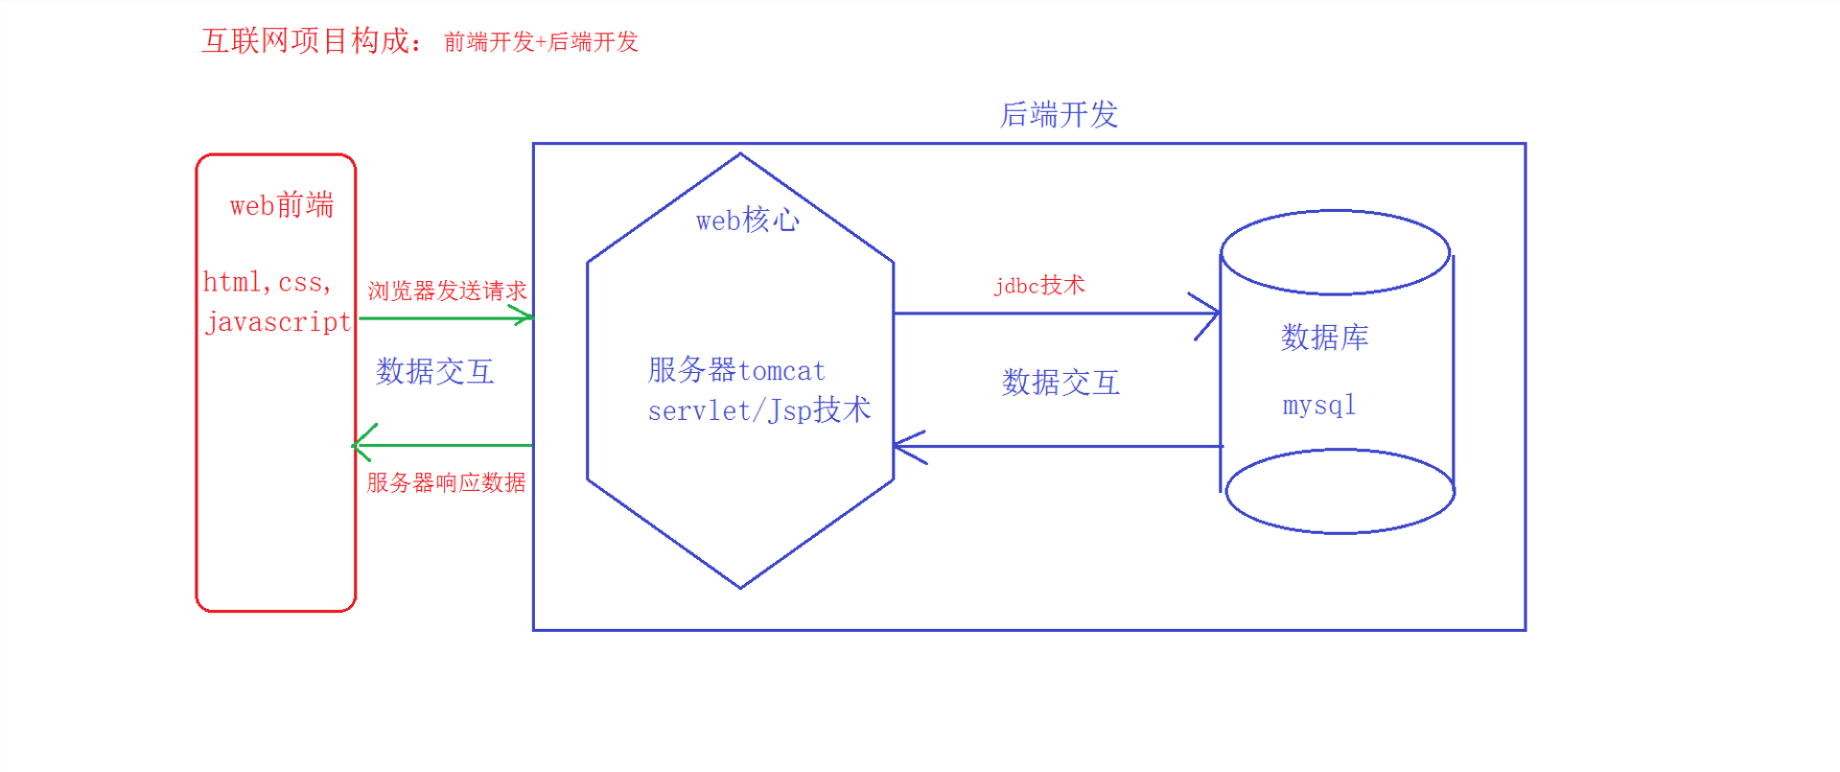 互联网项目构成: 前端开发+后端开发
后端开发
web前端
html,css,
javascript
浏览器发送请求
数据交互
服务器响应数据
web核心
服务器tomcat
servlet/Jsp技术
jdbc技术
数据交互
数据库
mysql